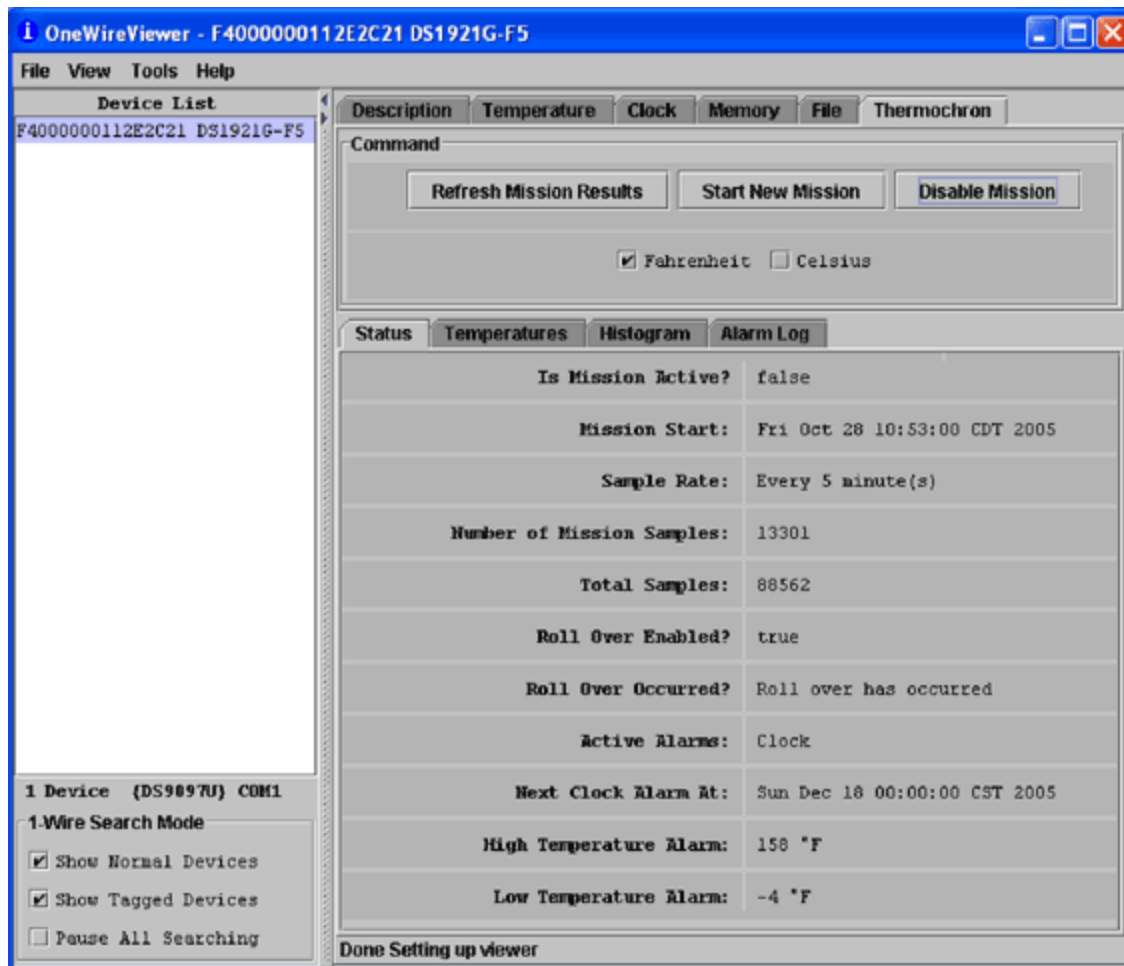 OneWireViewer - F4000000112E2C21 DS1921G-F5
File View Tools Help
Device List
F4000000112E2C21 DS1921G-F5
1 Device {DS9097U} COM1
1-Wire Search Mode
Show Normal Devices
Show Tagged Devices
Pause All Searching
Description Temperature Clock Memory File Thermochron
Command
Refresh Mission Results Start New Mission Disable Mission
Fahrenheit Celsius
Status Temperatures Histogram Alarm Log
Is Mission Active? false
Mission Start: Fri Oct 28 10:53:00 CDT 2005
Sample Rate: Every 5 minute(s)
Number of Mission Samples: 13301
Total Samples: 88562
Roll Over Enabled? true
Roll Over Occurred? Roll over has occurred
Active Alarms: Clock
Next Clock Alarm At: Sun Dec 18 00:00:00 CST 2005
High Temperature Alarm: 158 °F
Low Temperature Alarm: -4 °F
Done Setting up viewer